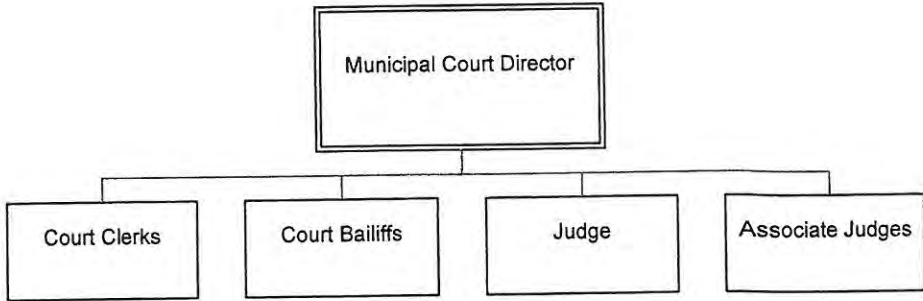 Municipal Court Director
Court Clerks
Court Bailiffs
Judge
Associate Judges